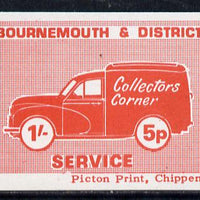 BOURNEMOUTH & DISTRICT
Collectors
Corner
1/- 5p
SERVICE
Picton Print, Chippen